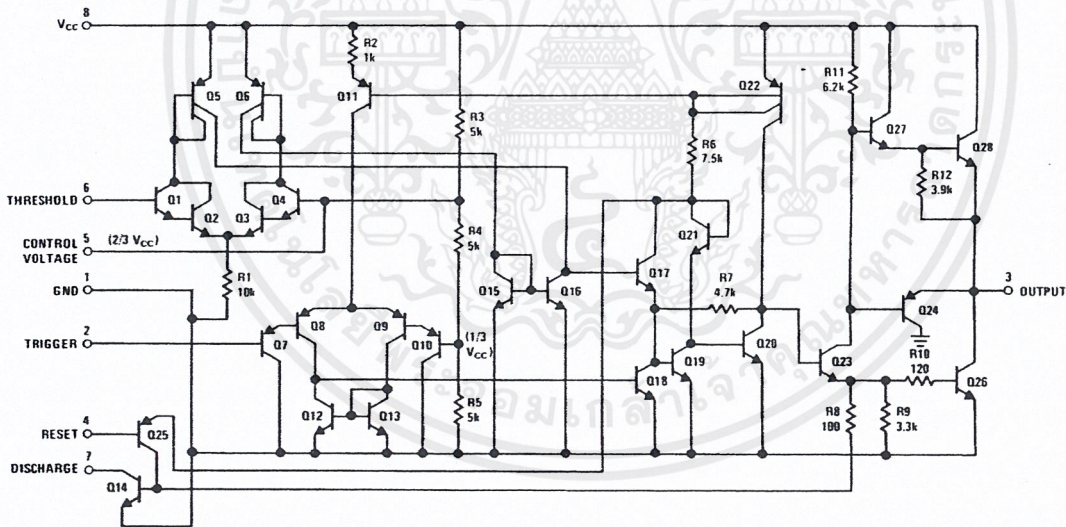 8
V_CC
R2
1k
Q5
Q6
Q11
Q22
R11
6.2k
R3
5k
Q27
R6
7.5k
Q28
R12
3.9k
6
THRESHOLD
Q1
Q2
Q3
Q4
5
CONTROL
VOLTAGE
(2/3 V_CC)
R4
5k
Q21
1
GND
R1
10k
Q15
Q16
Q17
R7
4.7k
3
OUTPUT
Q24
2
TRIGGER
Q7
Q8
Q9
Q10
(1/3
V_CC)
Q18
Q19
Q20
Q23
R10
120
Q26
Q12
Q13
R5
5k
R8
100
R9
3.3k
4
RESET
Q25
7
DISCHARGE
Q14